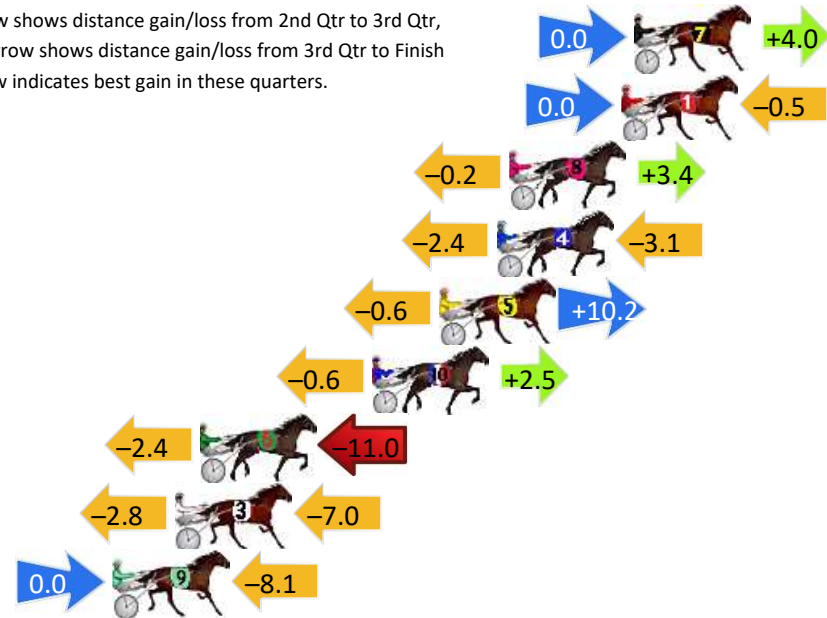 w shows distance gain/loss from 2nd Qtr to 3rd Qtr,
rrow shows distance gain/loss from 3rd Qtr to Finish
w indicates best gain in these quarters.
0.0 7 +4.0
0.0 1 –0.5
–0.2 8 +3.4
–2.4 4 –3.1
–0.6 5 +10.2
–0.6 10 +2.5
–2.4 6 –11.0
–2.8 3 –7.0
0.0 9 –8.1